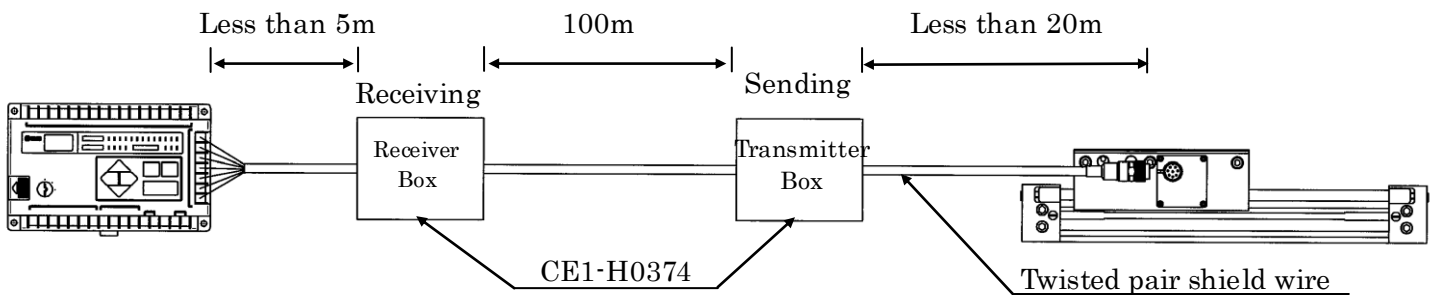 Less than 5m
100m
Less than 20m
Receiving
Sending
Receiver
Box
Transmitter
Box
CE1-H0374
Twisted pair shield wire